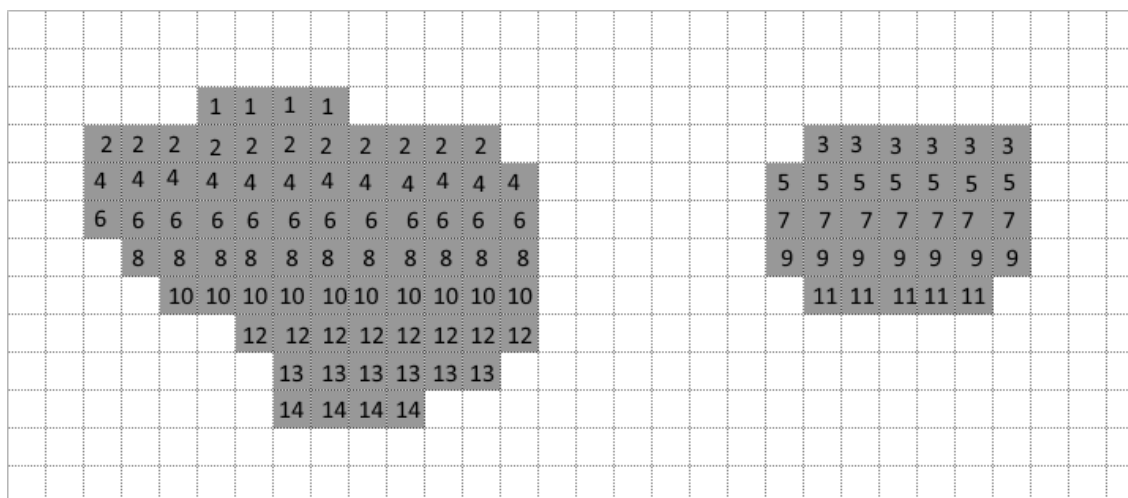 1 1 1 1
2 2 2 2 2 2 2 2 2 2 2 3 3 3 3 3 3
4 4 4 4 4 4 4 4 4 4 4 4 5 5 5 5 5 5 5
6 6 6 6 6 6 6 6 6 6 6 6 7 7 7 7 7 7 7
8 8 8 8 8 8 8 8 8 8 8 9 9 9 9 9 9 9
10 10 10 10 10 10 10 10 10 10 11 11 11 11 11
12 12 12 12 12 12 12 12
13 13 13 13 13 13
14 14 14 14